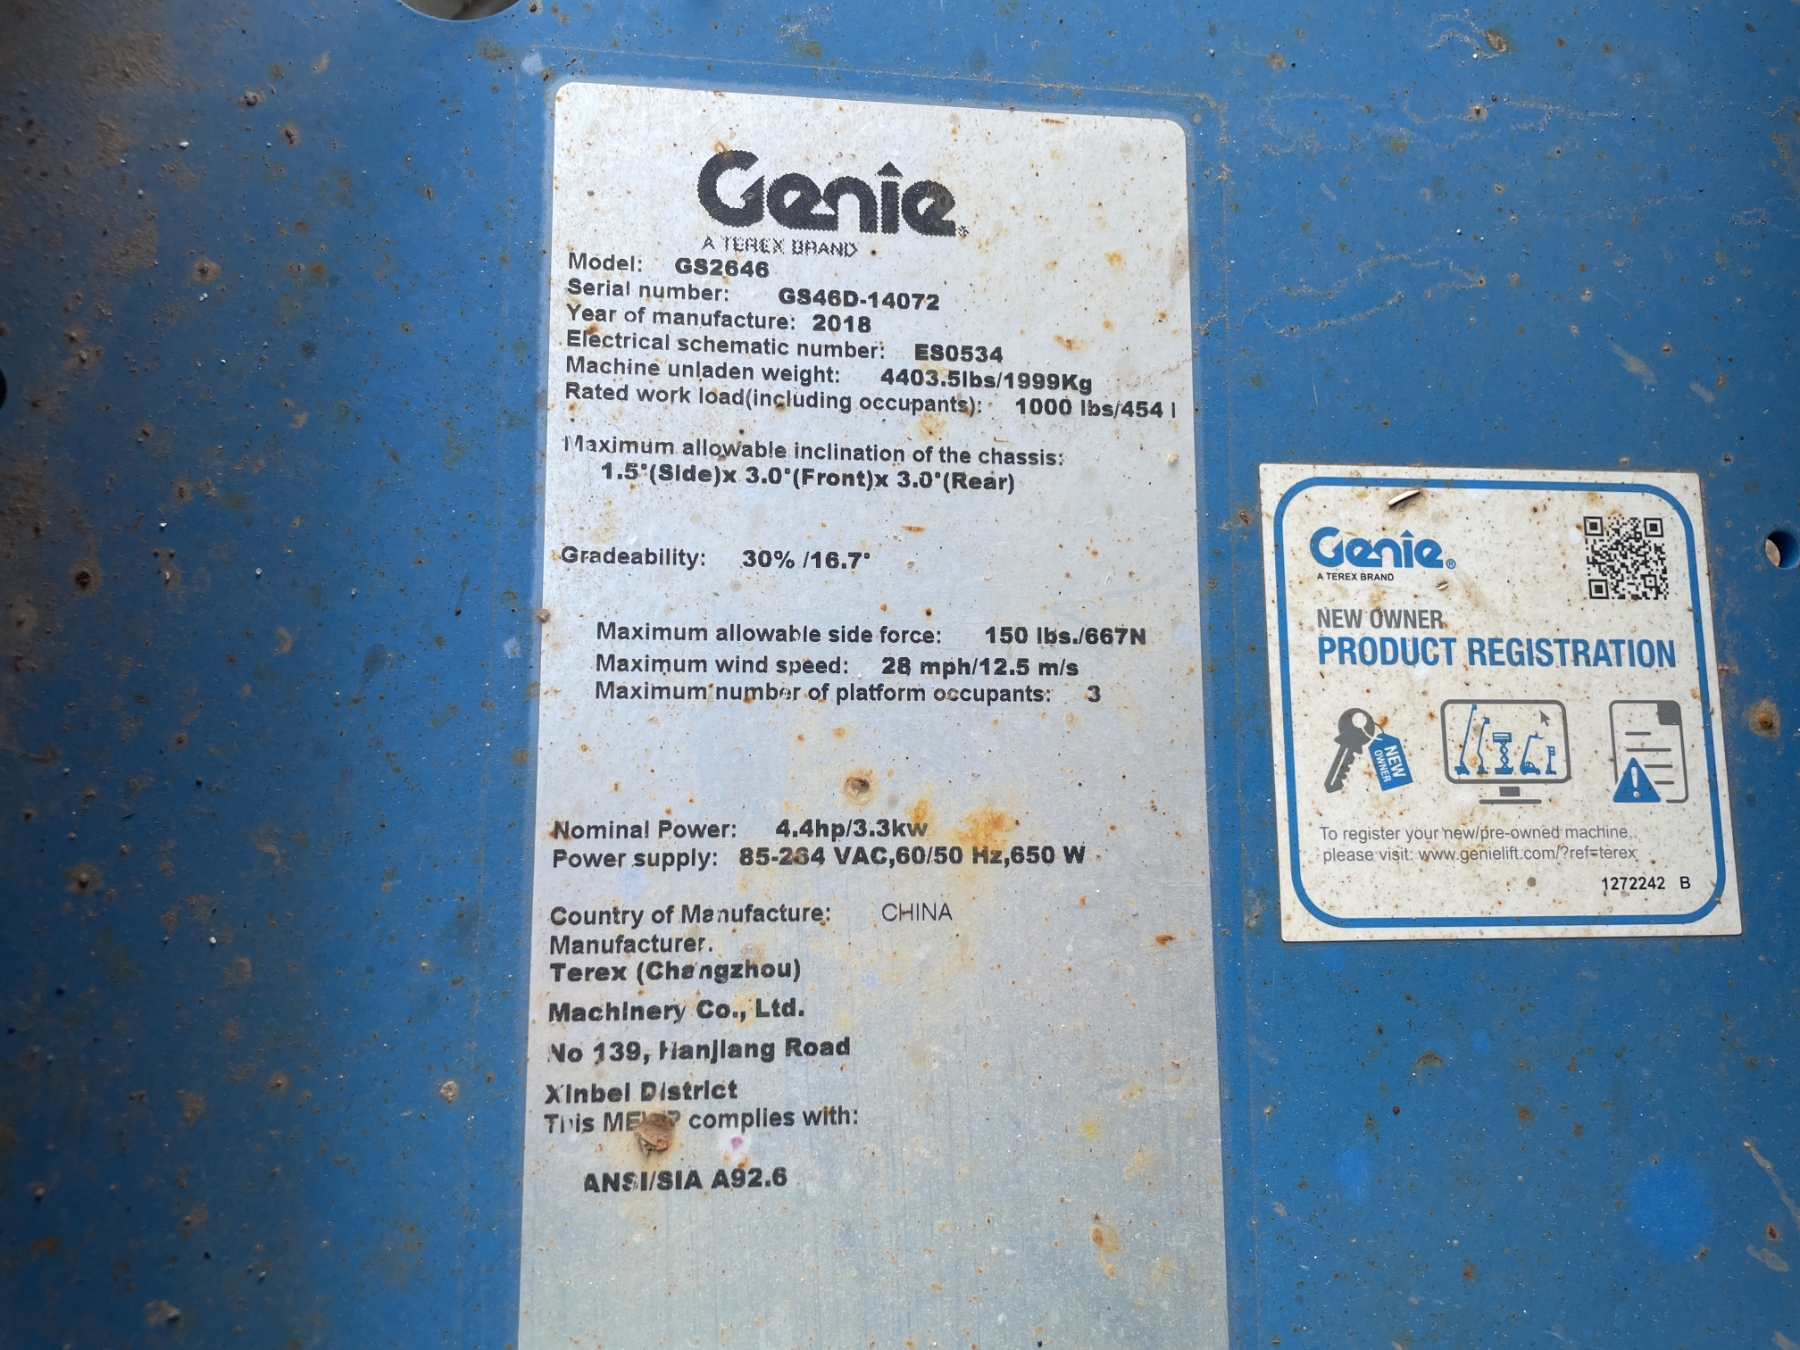 Genie
A TEREX BRAND
Model: GS2646
Serial number: GS46D-14072
Year of manufacture: 2018
Electrical schematic number: ES0534
Machine unladen weight: 4403.5lbs/1999Kg
Rated work load(including occupants): 1000 lbs/454
Maximum allowable inclination of the chassis:
1.5°(Side)x 3.0°(Front)x 3.0°(Rear)
Gradeability: 30% /16.7°
Maximum allowable side force: 150 lbs./667N
Maximum wind speed: 28 mph/12.5 m/s
Maximum number of platform occupants: 3
Nominal Power: 4.4hp/3.3kw
Power supply: 85-264 VAC,60/50 Hz,650 W
Country of Manufacture: CHINA
Manufacturer.
Terex (Changzhou)
Machinery Co., Ltd.
No 139, Hanjiang Road
Xinbei District
This MEWP complies with:
ANSI/SIA A92.6
Genie®
A TEREX BRAND
NEW OWNER
PRODUCT REGISTRATION
NEW
OWNER
To register your new/pre-owned machine,
please visit: www.genielift.com/?ref=terex
1272242 B